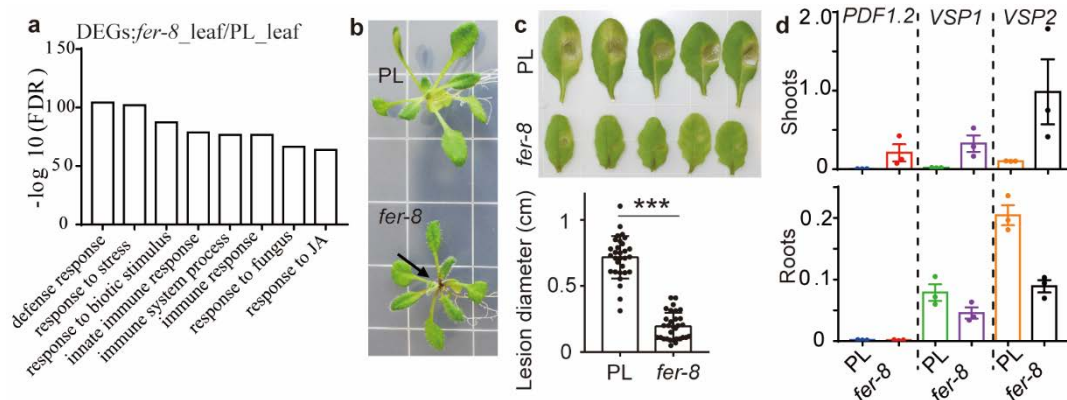 a
DEGs:fer-8_leaf/PL_leaf
-log 10 (FDR)
150
100
50
0
defense response
response to stress
response to biotic stimulus
innate immune response
immune system process
immune response
response to fungus
response to JA
b
PL
fer-8
c
PL
fer-8
Lesion diameter (cm)
1
0.5
0
***
PL
fer-8
d
PDF1.2
VSP1
VSP2
Shoots
2.0
1.0
0
Roots
0.2
0.1
0.0
PL
fer-8
PL
fer-8
PL
fer-8